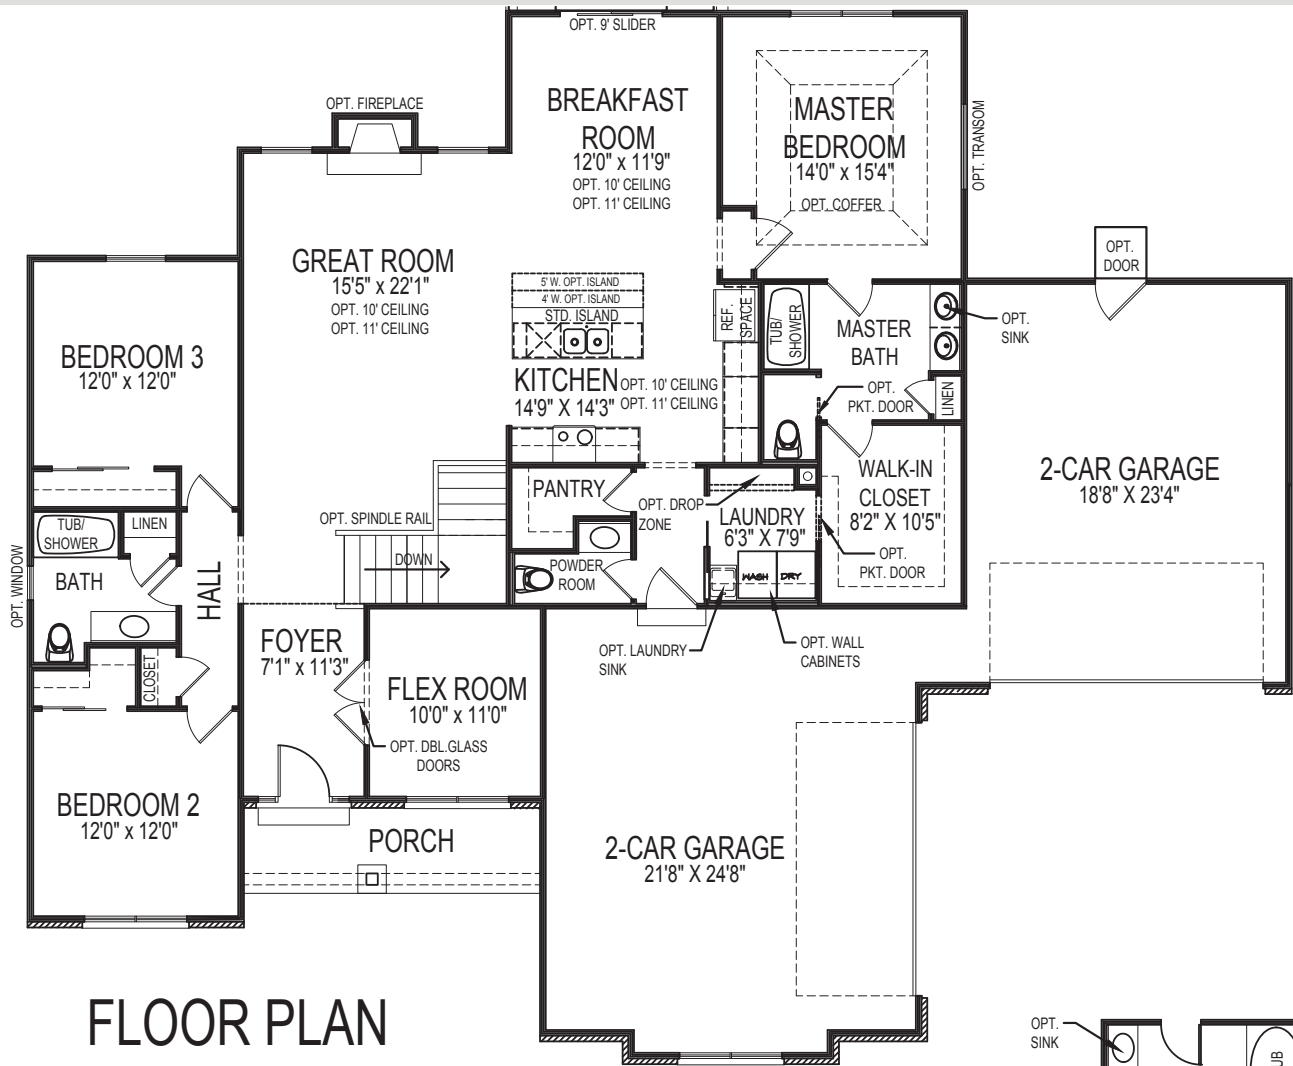 OPT. 9' SLIDER
OPT. FIREPLACE
BREAKFAST
ROOM
12'0" x 11'9"
OPT. 10' CEILING
OPT. 11' CEILING
MASTER
BEDROOM
14'0" x 15'4"
OPT. COFFER
OPT. TRANSOM
OPT.
DOOR
GREAT ROOM
15'5" x 22'1"
OPT. 10' CEILING
OPT. 11' CEILING
5' W. OPT. ISLAND
4' W. OPT. ISLAND
STD. ISLAND
REF.
SPACE
TUB/
SHOWER
MASTER
BATH
OPT.
SINK
BEDROOM 3
12'0" x 12'0"
KITCHEN
14'9" X 14'3"
OPT. 10' CEILING
OPT. 11' CEILING
OPT.
PKT. DOOR
LINEN
WALK-IN
CLOSET
8'2" X 10'5"
2-CAR GARAGE
18'8" X 23'4"
PANTRY
OPT. DROP
ZONE
LAUNDRY
6'3" X 7'9"
OPT.
PKT. DOOR
OPT. SPINDLE RAIL
DOWN
POWDER
ROOM
WASH
DRY
TUB/
SHOWER
LINEN
OPT. WINDOW
BATH
HALL
CLOSET
FOYER
7'1" x 11'3"
FLEX ROOM
10'0" x 11'0"
OPT. DBL.GLASS
DOORS
OPT. LAUNDRY
SINK
OPT. WALL
CABINETS
BEDROOM 2
12'0" x 12'0"
PORCH
2-CAR GARAGE
21'8" X 24'8"
FLOOR PLAN
OPT.
SINK
UB